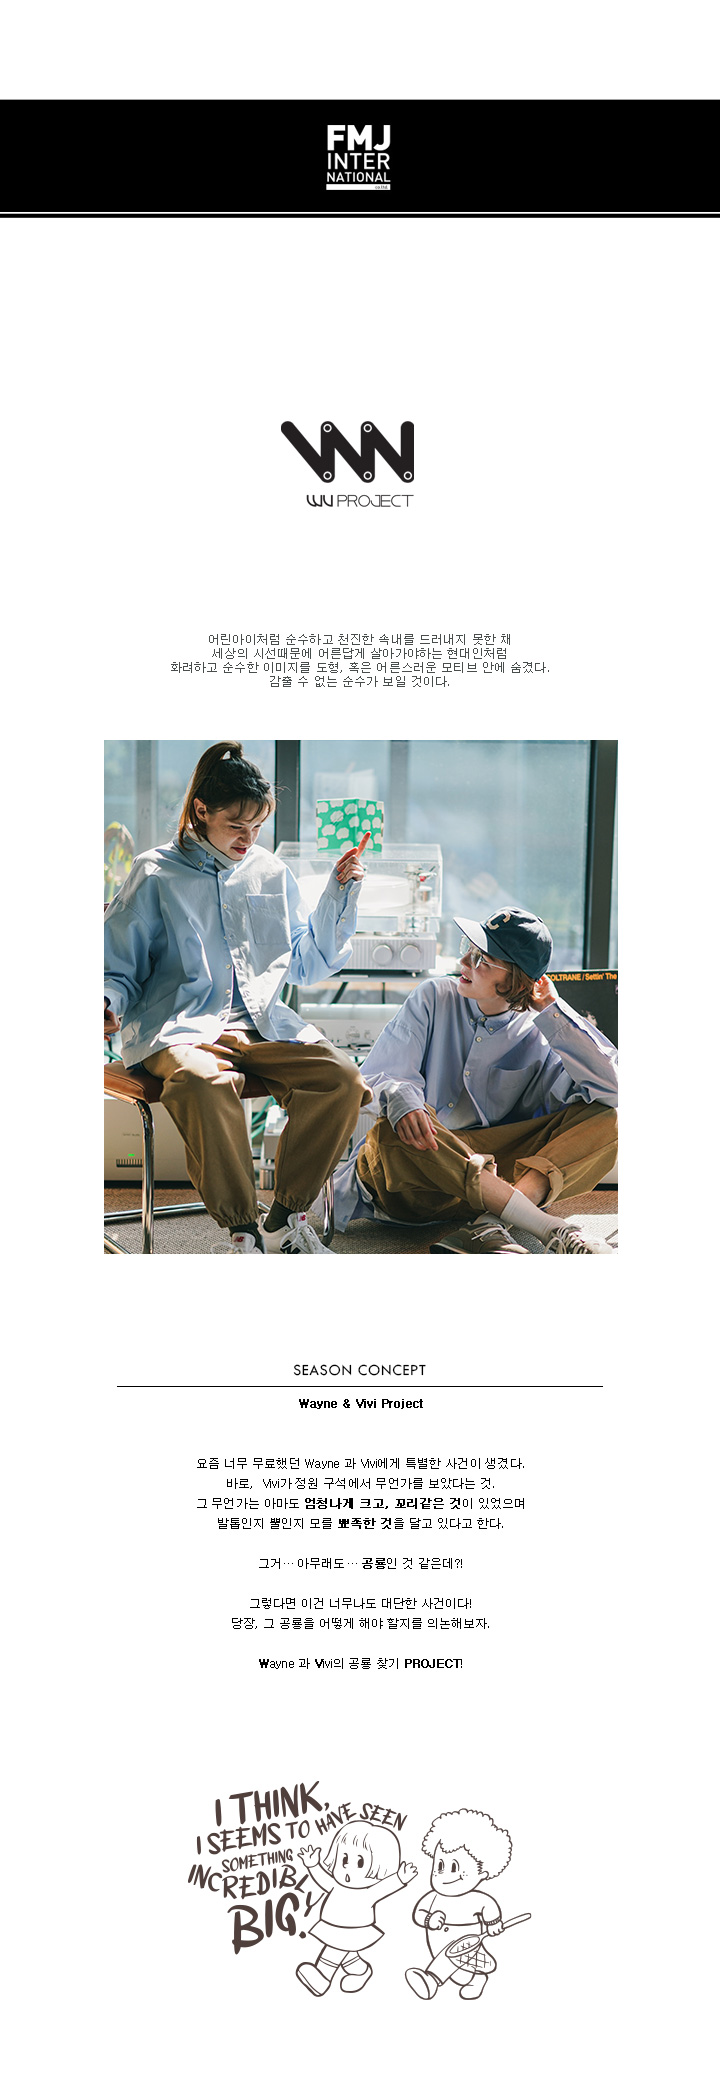 FMJ
INTER
NATIONAL
WV PROJECT
어린아이처럼 순수하고 천진한 속내를 드러내지 못한 채
세상의 시선때문에 어른답게 살아가야하는 현대인처럼
화려하고 순수한 이미지를 도형, 혹은 어른스러운 모티브 안에 숨겼다.
감출 수 없는 순수가 보일 것이다.
C
COLTRANE / Settin' The
SEASON CONCEPT
Wayne & Vivi Project
요즘 너무 무료했던 Wayne 과 Vivi에게 특별한 사건이 생겼다.
바로, Vivi가 정원 구석에서 무언가를 보았다는 것.
그 무언가는 아마도 엄청나게 크고, 꼬리같은 것이 있었으며
발톱인지 뿔인지 모를 뾰족한 것을 달고 있다고 한다.
그거… 아무래도… 공룡인 것 같은데?!
그렇다면 이건 너무나도 대단한 사건이다!
당장, 그 공룡을 어떻게 해야 할지를 의논해보자.
Wayne 과 Vivi의 공룡 찾기 PROJECT!
I THINK,
I SEEMS TO HAVE SEEN
SOMETHING
INCREDIBLY
BIG.